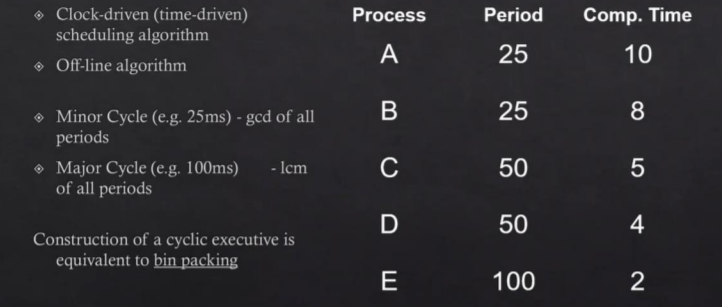 Clock-driven (time-driven)
scheduling algorithm
Off-line algorithm
Minor Cycle (e.g. 25ms) - gcd of all
periods
Major Cycle (e.g. 100ms) - lcm
of all periods
Construction of a cyclic executive is
equivalent to bin packing
Process Period Comp. Time
A 25 10
B 25 8
C 50 5
D 50 4
E 100 2